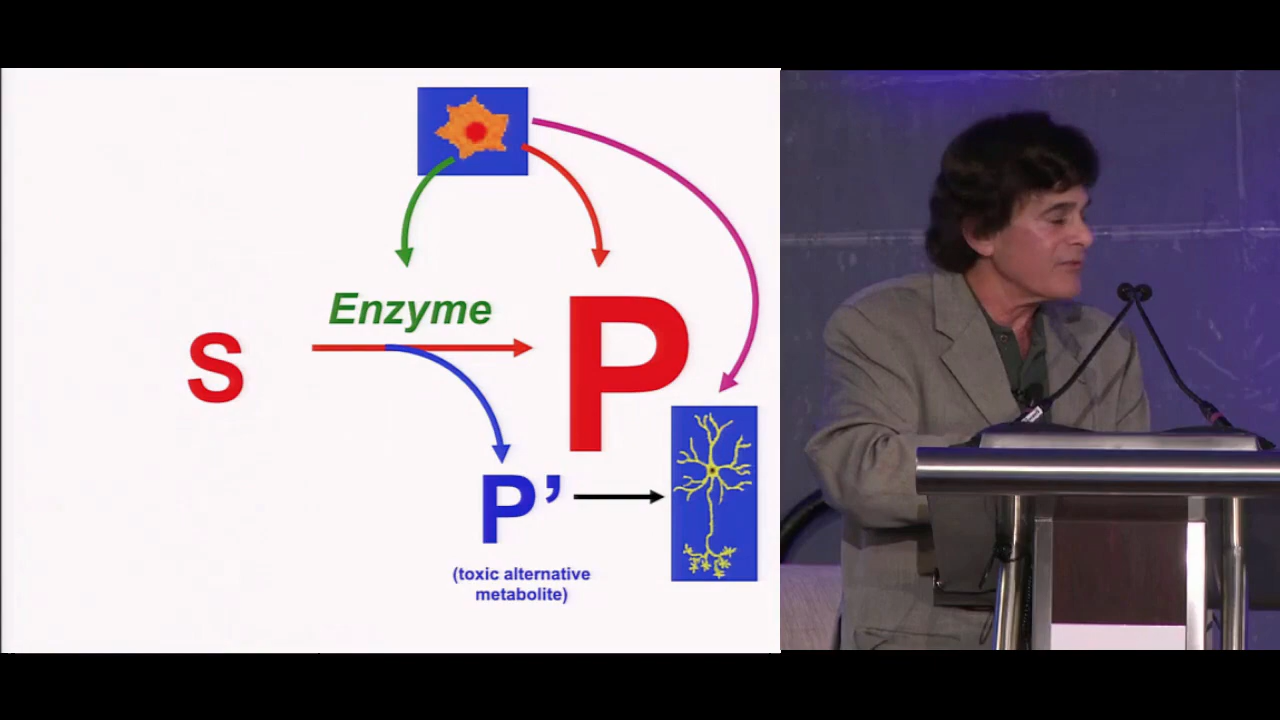 Enzyme
S
P
P’
(toxic alternative
metabolite)